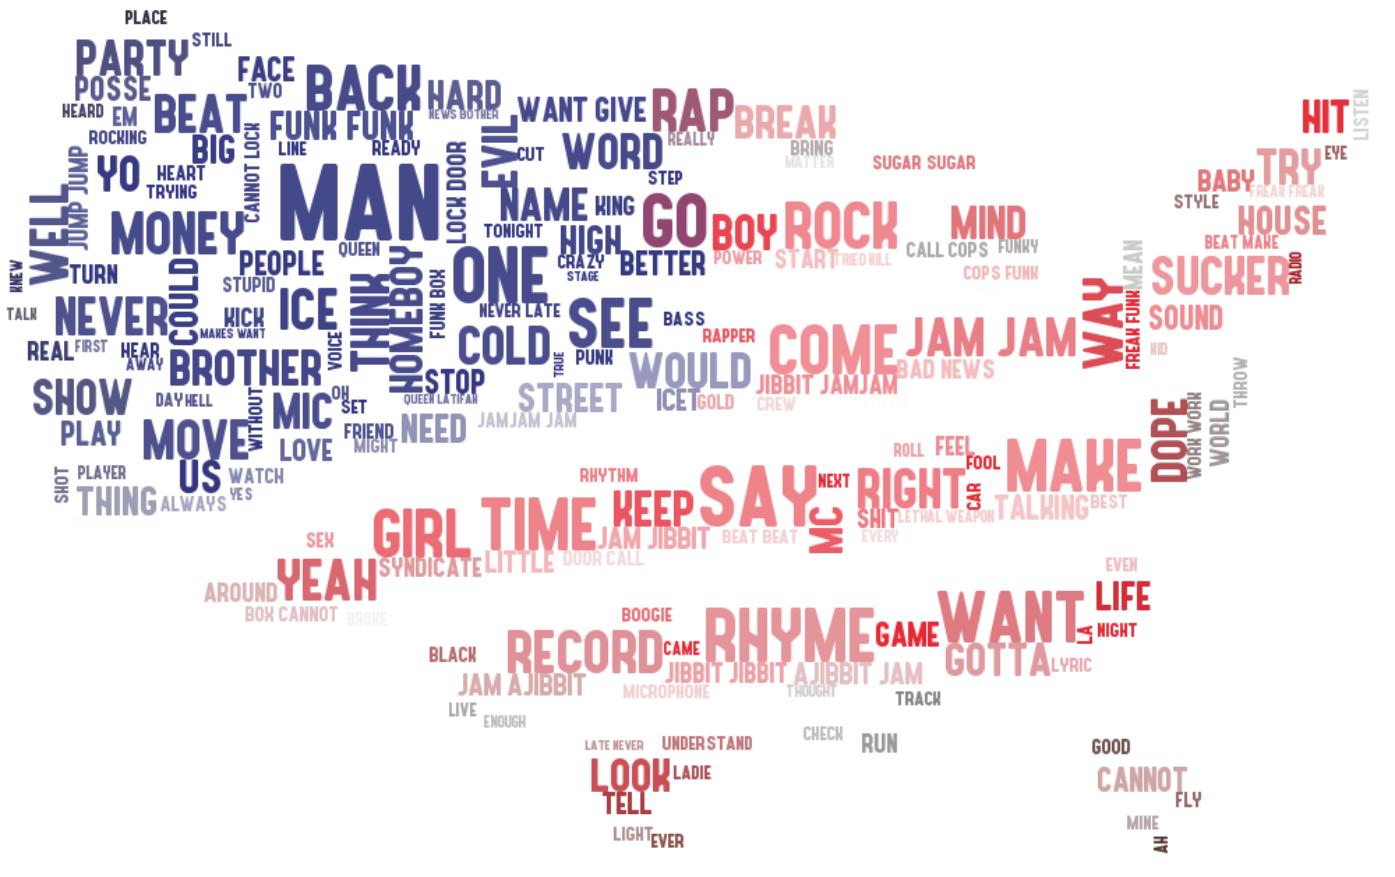 PLACE
STILL
PARTY
FACE
BACK
HARD
POSSE
TWO
HEARD
EM
BEAT
NEWS BOTHER
WANT GIVE
RAP
BREAK
HIT
LISTEN
ROCKING
FUNK FUNK
CANNOT LOCK
BIG
LINE
READY
LOCK DOOR
EVIL
CUT
WORD
REALLY
BRING
MATTER
SUGAR SUGAR
TRY
EYE
JUMP JUMP
YO
HEART
TRYING
MAN
STEP
BABY
FREAK FREAK
STYLE
WELL
MONEY
NAME
KING
GO
BOY
ROCK
MIND
HOUSE
QUEEN
TONIGHT
HIGH
CALL COPS
FUNKY
MEAN
BEAT MAKE
KNEW
TURN
COULD
PEOPLE
STUPID
HOMEBOY
ONE
CRAZY
STAGE
BETTER
POWER
START
TRIED KILL
COPS FUNK
SUCKER
RADIO
TALK
NEVER
KICK
ICE
THINK
FUNK BOX
NEVER LATE
SEE
BASS
WAY
FREAK FUNK
SOUND
MAKES WANT
VOICE
RAPPER
COME
JAM JAM
REAL
FIRST
HEAR
AWAY
BROTHER
COLD
TRUE
PUNK
KID
WOULD
BAD NEWS
SHOW
DAY
HELL
WITHOUT
MIC
OH
SET
STOP
QUEEN LATIFAH
STREET
ICET
GOLD
JIBBIT JAMJAM
CREW
THROW
PLAY
MOVE
LOVE
FRIEND
MIGHT
NEED
JAMJAM JAM
DOPE
WORK WORK
WORLD
SHOT
PLAYER
US
WATCH
ROLL
FEEL
FOOL
MAKE
THING
ALWAYS
YES
RHYTHM
KEEP
SAY
NEXT
RIGHT
CAR
TALKING
BEST
SEX
GIRL
TIME
JAM JIBBIT
BEAT BEAT
MC
SHIT
LETHAL WEAPON
EVERY
AROUND
YEAH
SYNDICATE
LITTLE
DOOR CALL
EVEN
BOX CANNOT
BROKE
BOOGIE
RHYME
GAME
WANT
LIFE
LA
NIGHT
BLACK
RECORD
CAME
GOTTA
LYRIC
JAM AJIBBIT
JIBBIT JIBBIT
AJIBBIT JAM
MICROPHONE
THOUGHT
TRACK
LIVE
ENOUGH
CHECK
RUN
LATE NEVER
UNDERSTAND
GOOD
LOOK
LADIE
CANNOT
TELL
FLY
LIGHT
EVER
MINE
AH